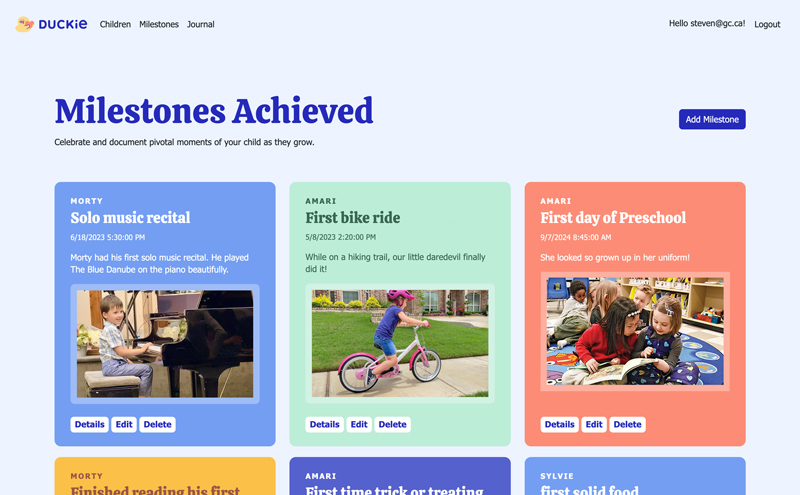 DUCKiE Children Milestones Journal Hello steven@gc.ca! Logout
Milestones Achieved
Add Milestone
Celebrate and document pivotal moments of your child as they grow.
MORTY
Solo music recital
6/18/2023 5:30:00 PM
Morty had his first solo music recital. He played
The Blue Danube on the piano beautifully.
Details Edit Delete
AMARI
First bike ride
5/8/2023 2:20:00 PM
While on a hiking trail, our little daredevil finally
did it!
Details Edit Delete
AMARI
First day of Preschool
9/7/2024 8:45:00 AM
She looked so grown up in her uniform!
Details Edit Delete
MORTY
Finished reading his first
AMARI
First time trick or treating
SYLVIE
first solid food